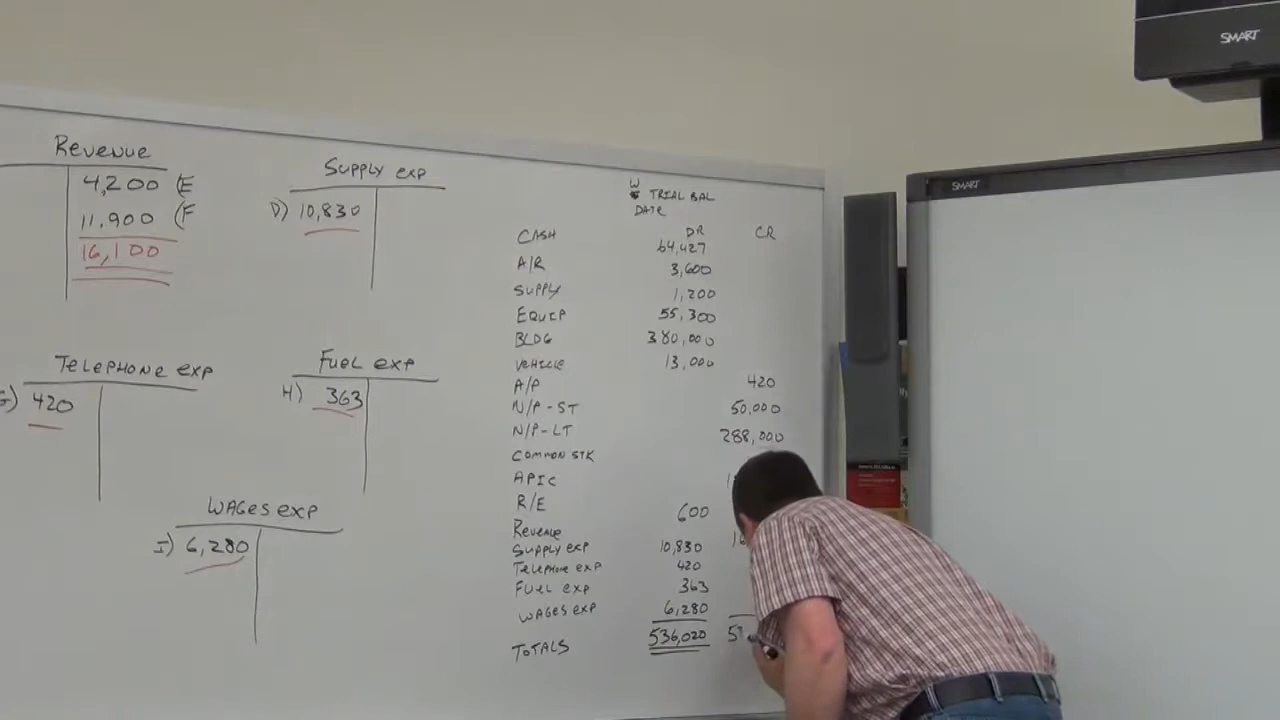 Revenue
4,200 (E
11,900 (F
16,100
Supply exp
D) 10,830
Telephone exp
G) 420
Fuel exp
H) 363
Wages exp
I) 6,280
W TRIAL BAL
DATE
DR CR
CASH 64,427
A/R 3,600
SUPPLY 1,200
EQUIP 55,300
BLDG 380,000
VEHICLE 13,000
A/P 420
N/P-ST 50,000
N/P-LT 288,000
COMMON STK
APIC
R/E 600
Revenue
Supply exp 10,830
Telephone exp 420
Fuel exp 363
WAGES exp 6,280
TOTALS 536,020
SMART
SMART